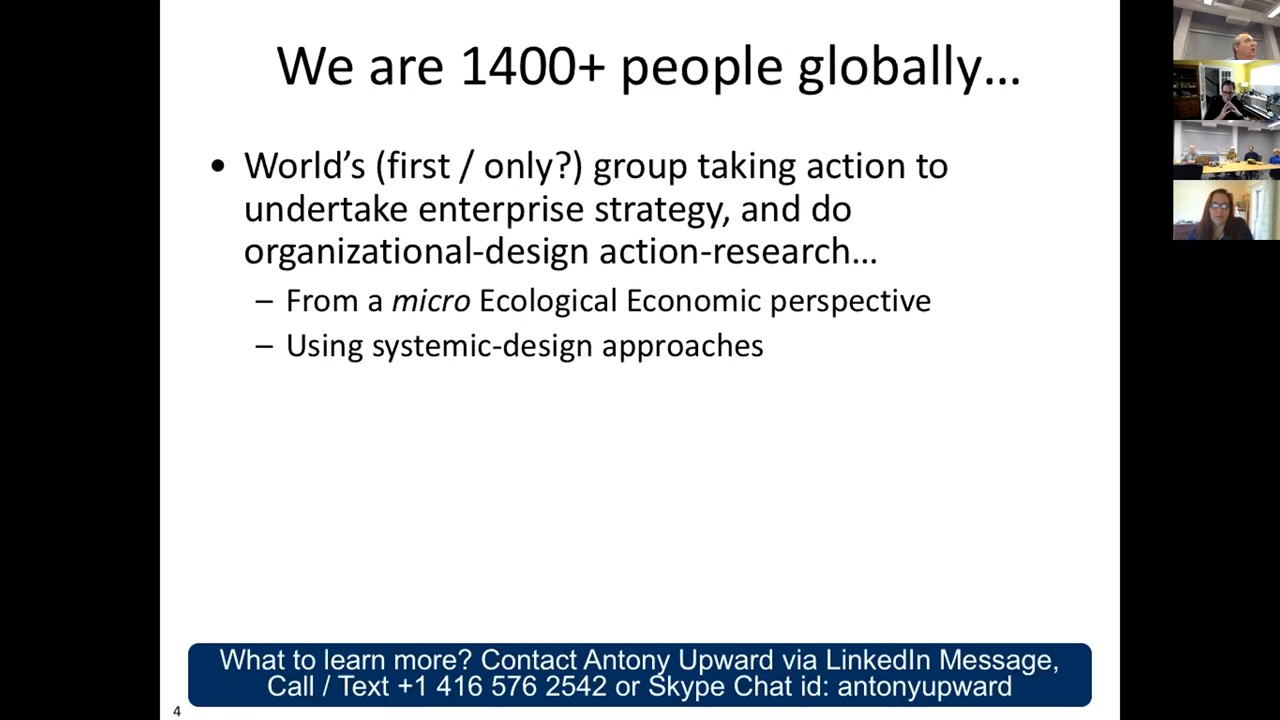 We are 1400+ people globally…
• World’s (first / only?) group taking action to
undertake enterprise strategy, and do
organizational-design action-research…
– From a micro Ecological Economic perspective
– Using systemic-design approaches
What to learn more? Contact Antony Upward via LinkedIn Message,
Call / Text +1 416 576 2542 or Skype Chat id: antonyupward
4